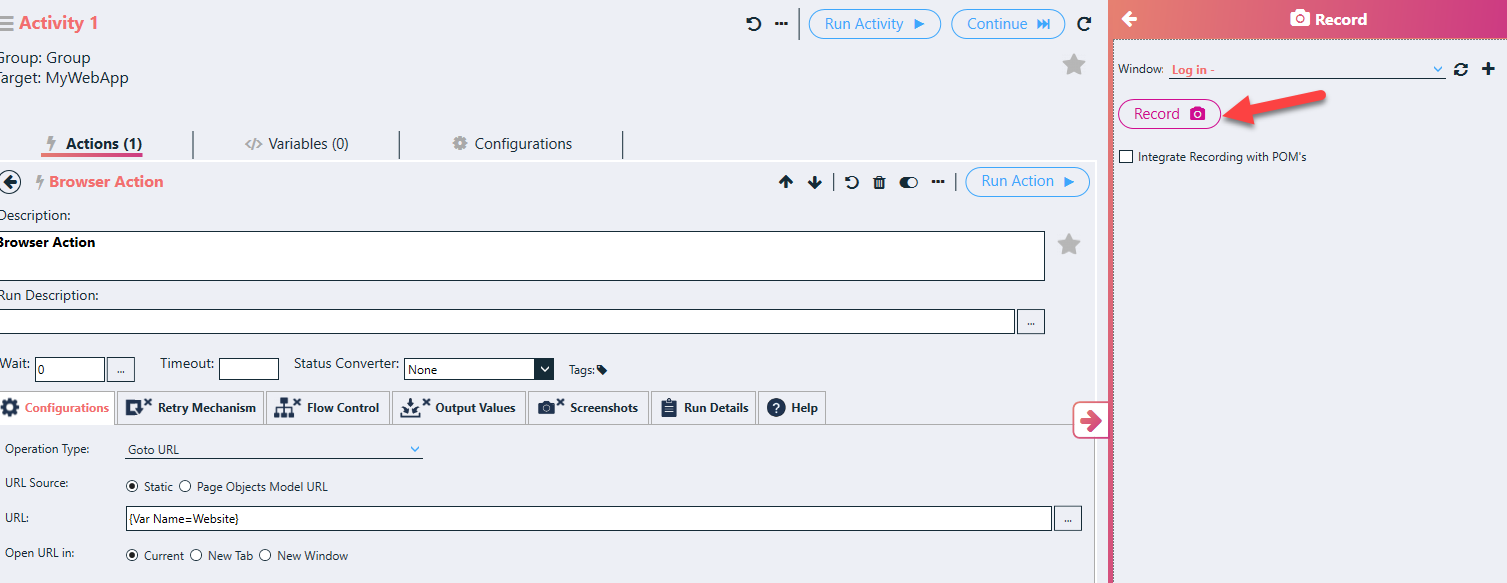 Activity 1
Run Activity
Continue
Group: Group
Target: MyWebApp
Actions (1)
Variables (0)
Configurations
Browser Action
Run Action
Description:
Browser Action
Run Description:
...
Wait:
0
...
Timeout:
Status Converter:
None
Tags:
Configurations
Retry Mechanism
Flow Control
Output Values
Screenshots
Run Details
Help
Operation Type:
Goto URL
URL Source:
Static
Page Objects Model URL
URL:
{Var Name=Website}
...
Open URL in:
Current
New Tab
New Window
Record
Window:
Log in -
Record
Integrate Recording with POM's